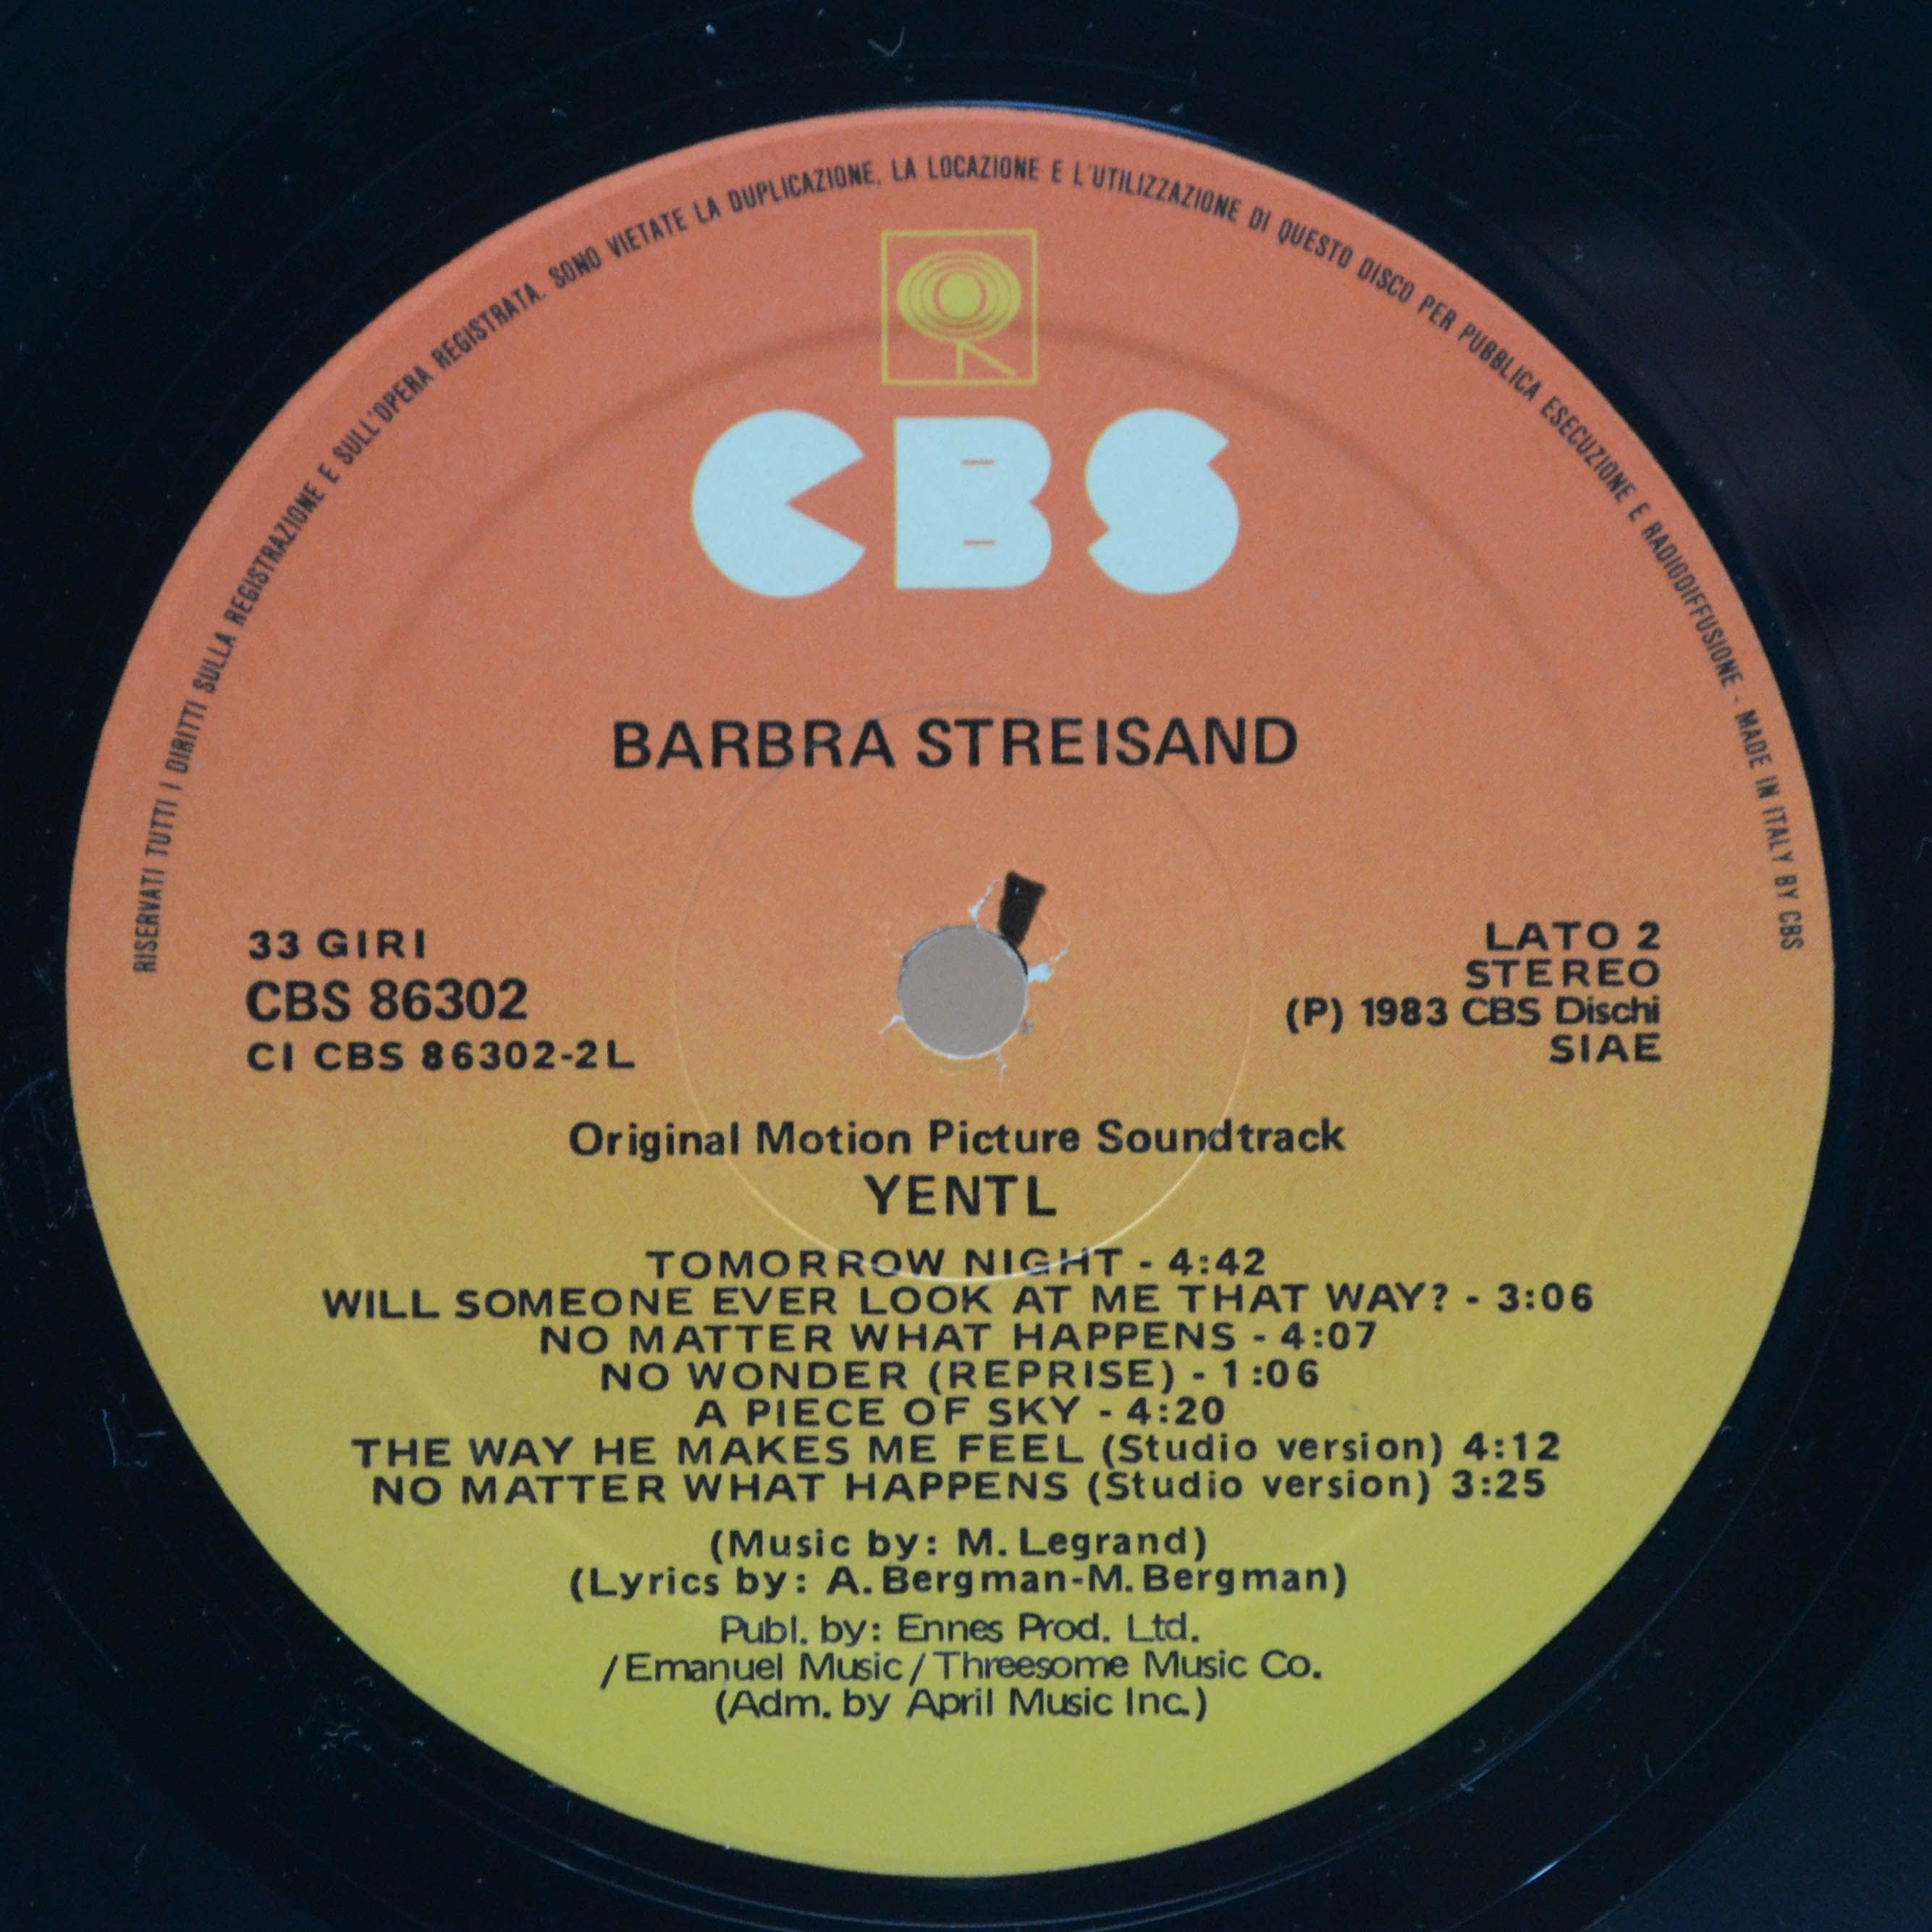 RISERVATI TUTTI I DIRITTI SULLA REGISTRAZIONE E SULL'OPERA REGISTRATA. SONO VIETATE LA DUPLICAZIONE, LA LOCAZIONE E L'UTILIZZAZIONE DI QUESTO DISCO PER PUBBLICA ESECUZIONE E RADIODIFFUSIONE - MADE IN ITALY BY CBS
CBS
BARBRA STREISAND
33 GIRI
CBS 86302
CI CBS 86302-2L
LATO 2
STEREO
(P) 1983 CBS Dischi
SIAE
Original Motion Picture Soundtrack
YENTL
TOMORROW NIGHT - 4:42
WILL SOMEONE EVER LOOK AT ME THAT WAY? - 3:06
NO MATTER WHAT HAPPENS - 4:07
NO WONDER (REPRISE) - 1:06
A PIECE OF SKY - 4:20
THE WAY HE MAKES ME FEEL (Studio version) 4:12
NO MATTER WHAT HAPPENS (Studio version) 3:25
(Music by: M. Legrand)
(Lyrics by: A. Bergman-M. Bergman)
Publ. by: Ennes Prod. Ltd.
/Emanuel Music/Threesome Music Co.
(Adm. by April Music Inc.)